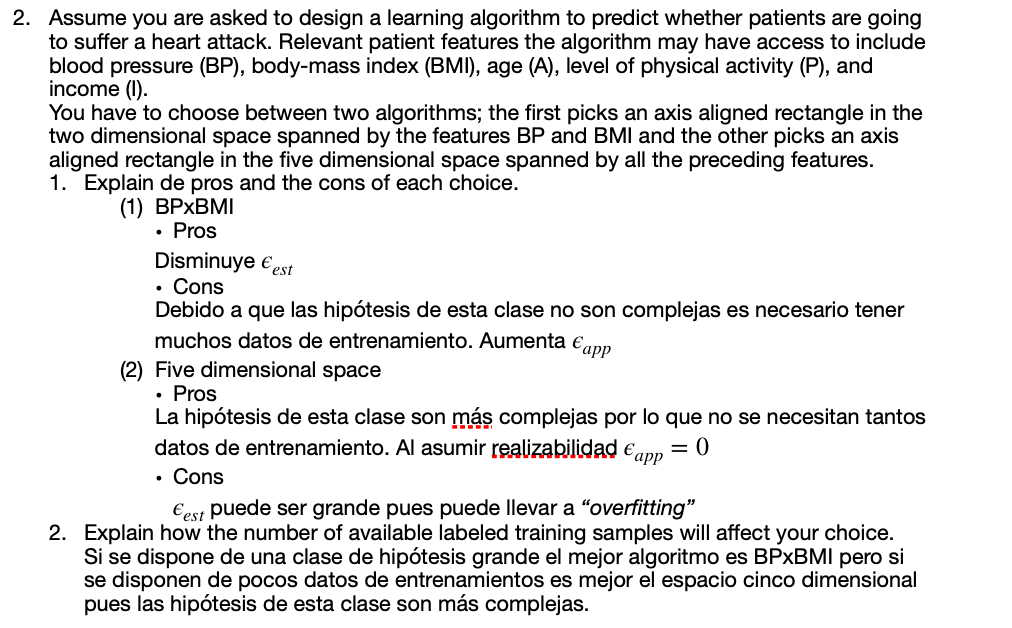 2. Assume you are asked to design a learning algorithm to predict whether patients are going
to suffer a heart attack. Relevant patient features the algorithm may have access to include
blood pressure (BP), body-mass index (BMI), age (A), level of physical activity (P), and
income (I).
You have to choose between two algorithms; the first picks an axis aligned rectangle in the
two dimensional space spanned by the features BP and BMI and the other picks an axis
aligned rectangle in the five dimensional space spanned by all the preceding features.
1. Explain de pros and the cons of each choice.
(1) BPxBMI
• Pros
Disminuye ϵ_est
• Cons
Debido a que las hipótesis de esta clase no son complejas es necesario tener
muchos datos de entrenamiento. Aumenta ϵ_app
(2) Five dimensional space
• Pros
La hipótesis de esta clase son más complejas por lo que no se necesitan tantos
datos de entrenamiento. Al asumir realizabilidad ϵ_app = 0
• Cons
ϵ_est puede ser grande pues puede llevar a “overfitting”
2. Explain how the number of available labeled training samples will affect your choice.
Si se dispone de una clase de hipótesis grande el mejor algoritmo es BPxBMI pero si
se disponen de pocos datos de entrenamientos es mejor el espacio cinco dimensional
pues las hipótesis de esta clase son más complejas.